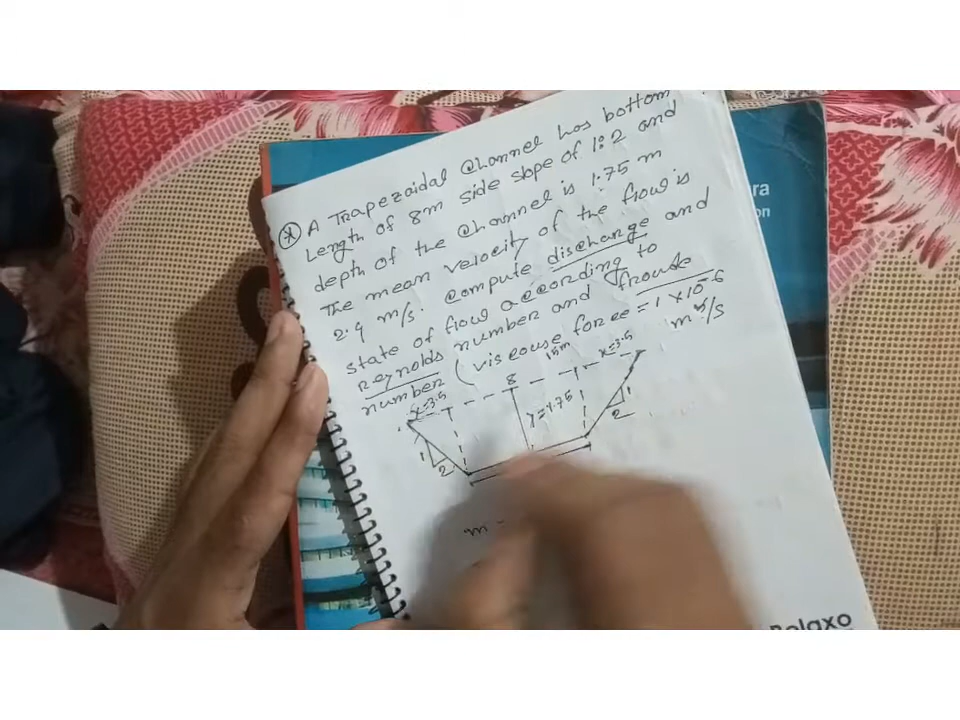 A Trapezoidal Channel has bottom
Length of 8m side slope of 1:2 and
depth of the channel is 1.75 m
The mean velocity of the flow is
2.4 m/s. Compute discharge and
state of flow according to
Reynolds number and froude
number (viscouse force = 1 × 10⁻⁶
m²/s
15m
x=3.5
8
x=3.5
y=1.75
1
2
1
2
m
ra
on
Relaxo